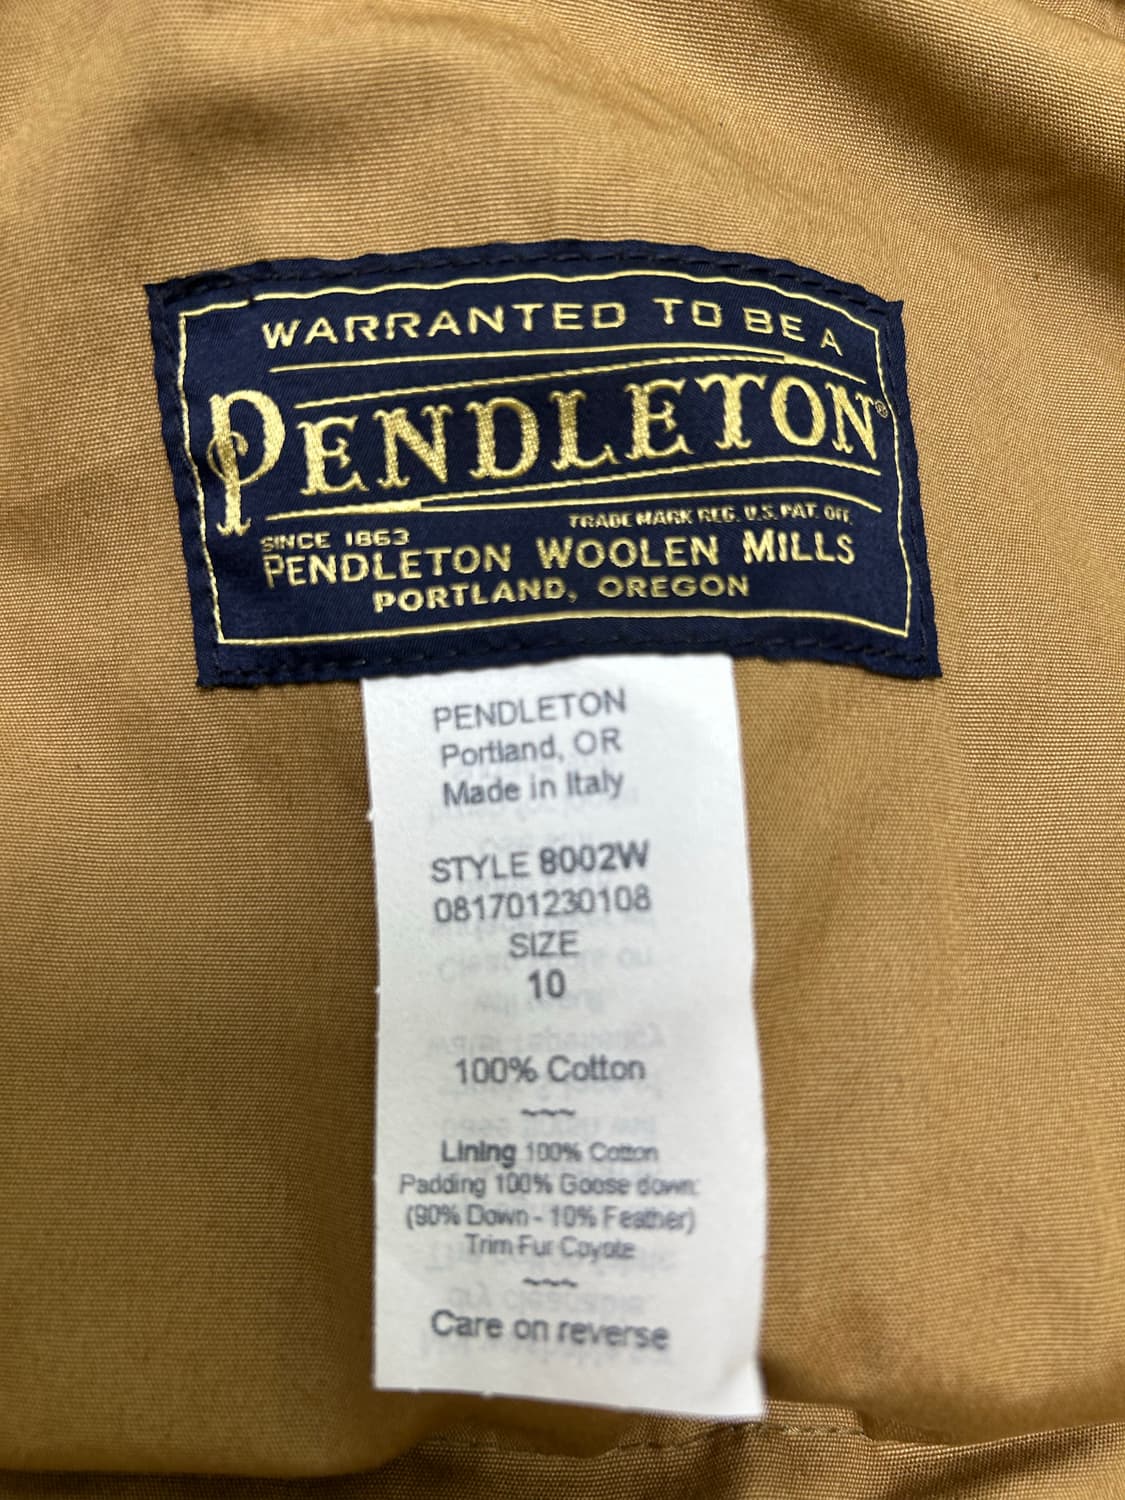 WARRANTED TO BE A
PENDLETON®
TRADE MARK REG. U.S. PAT. OFF.
SINCE 1863
PENDLETON WOOLEN MILLS
PORTLAND, OREGON
PENDLETON
Portland, OR
Made in Italy
STYLE 8002W
081701230108
SIZE
10
100% Cotton
~~~
Lining 100% Cotton
Padding 100% Goose down:
(90% Down - 10% Feather)
Trim Fur Coyote
~~~
Care on reverse